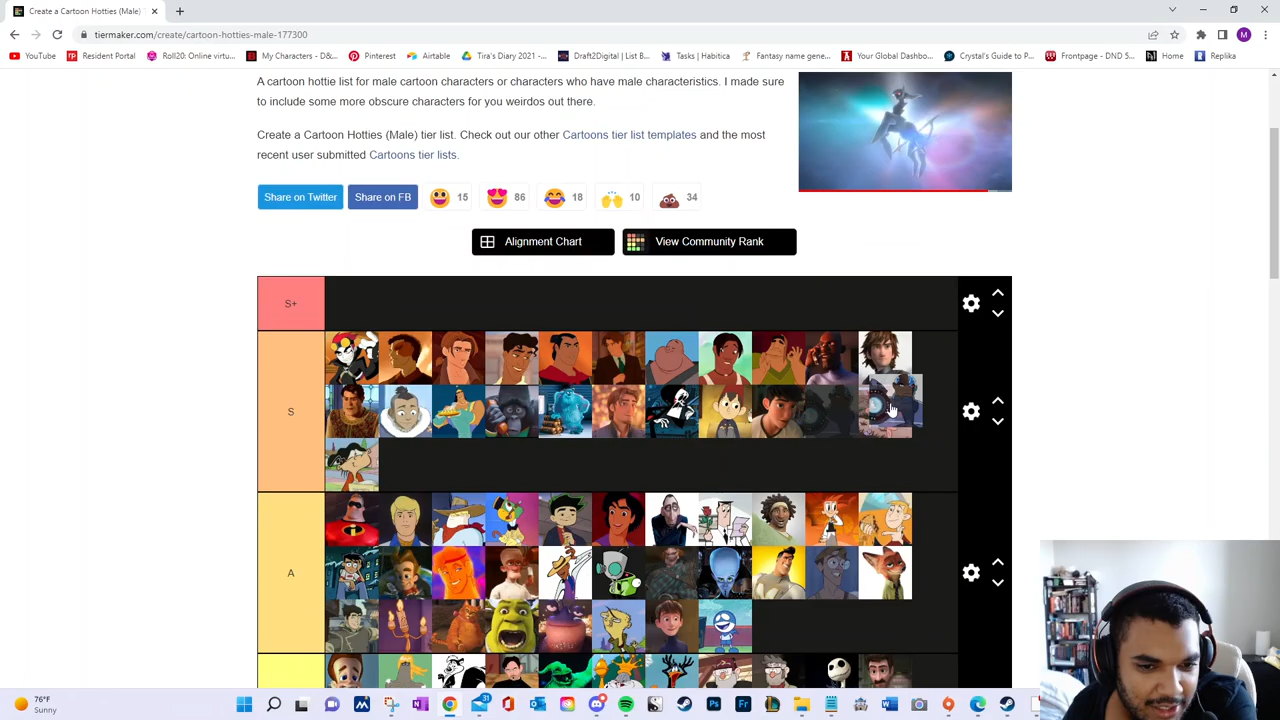 Create a Cartoon Hotties (Male)
tiermaker.com/create/cartoon-hotties-male-177300
YouTube
Resident Portal
Roll20: Online virtu...
My Characters - D&...
Pinterest
Airtable
Tira's Diary 2021 -...
Draft2Digital | List B...
Tasks | Habitica
Fantasy name gene...
Your Global Dashbo...
Crystal's Guide to P...
Frontpage - DND 5...
Home
Replika
A cartoon hottie list for male cartoon characters or characters who have male characteristics. I made sure
to include some more obscure characters for you weirdos out there.
Create a Cartoon Hotties (Male) tier list. Check out our other Cartoons tier list templates and the most
recent user submitted Cartoons tier lists.
Share on Twitter
Share on FB
15
86
18
10
34
Alignment Chart
View Community Rank
S+
S
A
76°F
Sunny
31